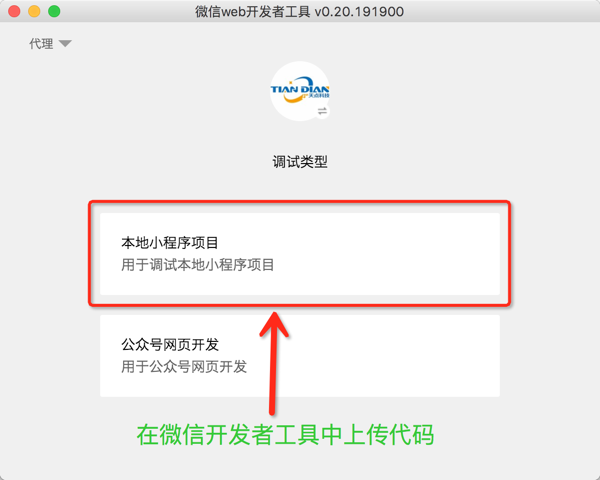 微信web开发者工具 v0.20.191900
代理
TIAN DIAN
天点科技
调试类型
本地小程序项目
用于调试本地小程序项目
公众号网页开发
用于公众号网页开发
在微信开发者工具中上传代码